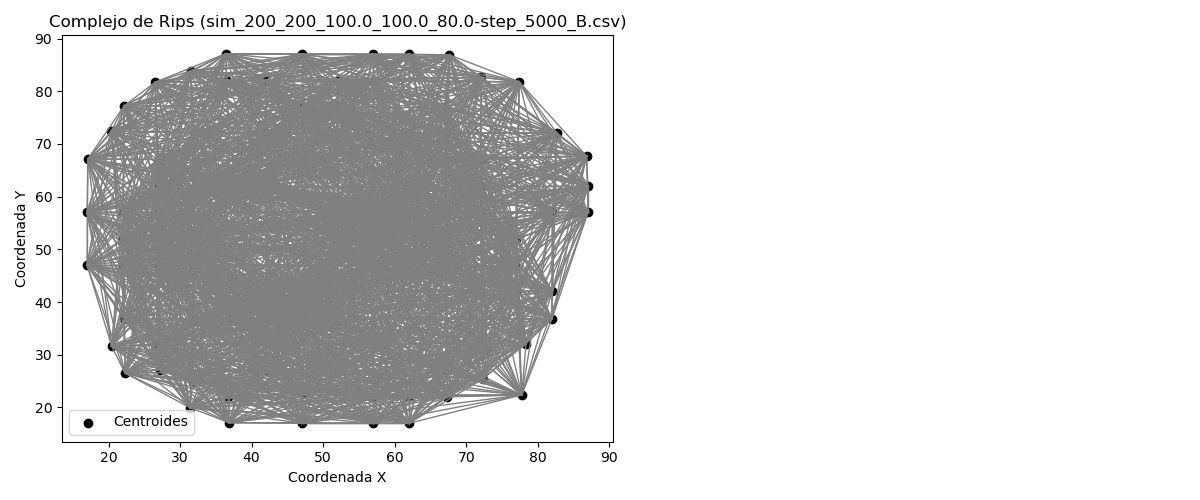 Complejo de Rips (sim_200_200_100.0_100.0_80.0-step_5000_B.csv)
90
80
70
60
50
40
30
20
Coordenada Y
Centroides
20 30 40 50 60 70 80 90
Coordenada X